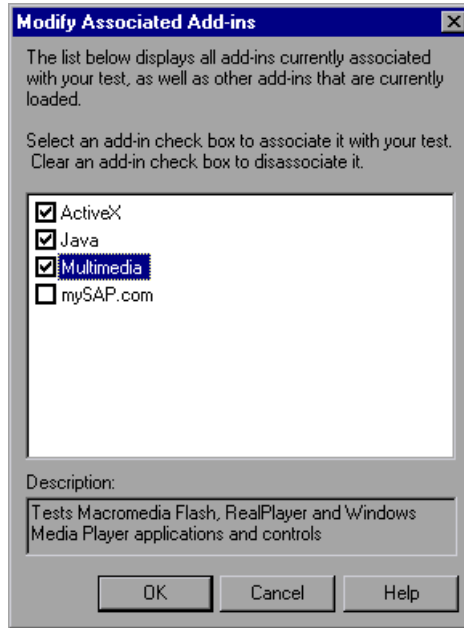 Modify Associated Add-ins
The list below displays all add-ins currently associated
with your test, as well as other add-ins that are currently
loaded.
Select an add-in check box to associate it with your test.
Clear an add-in check box to disassociate it.
ActiveX
Java
Multimedia
mySAP.com
Description:
Tests Macromedia Flash, RealPlayer and Windows
Media Player applications and controls
OK Cancel Help